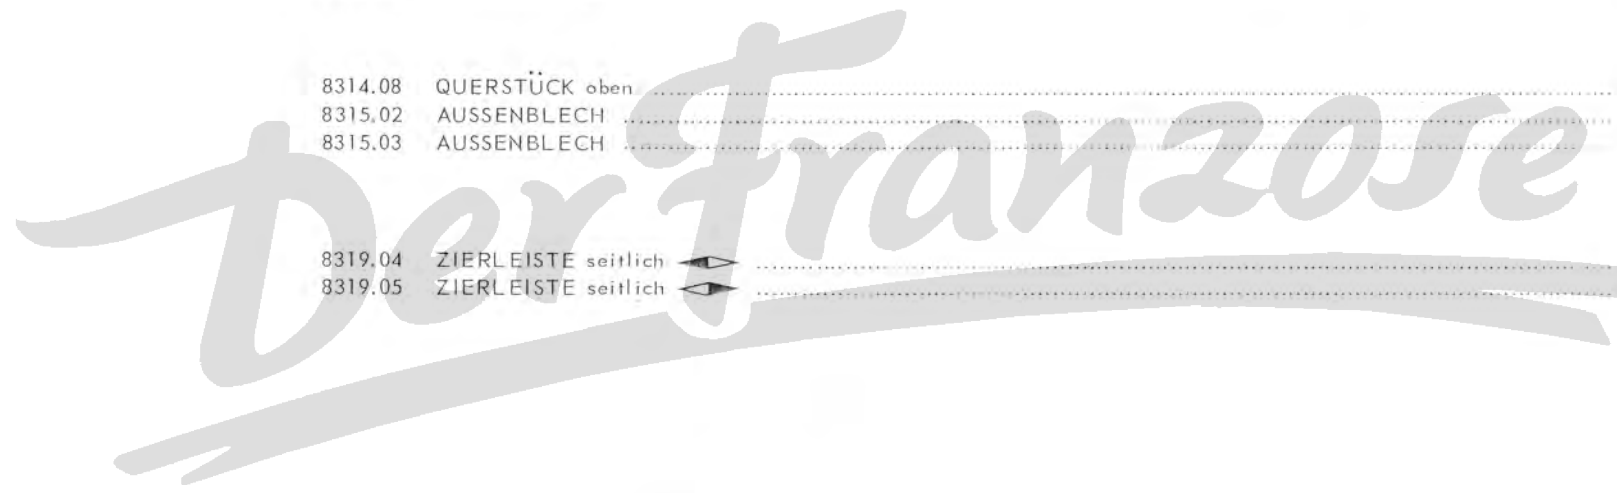 8314.08 QUERSTÜCK oben
8315.02 AUSSENBLECH
8315.03 AUSSENBLECH
8319.04 ZIERLEISTE seitlich
8319.05 ZIERLEISTE seitlich
Der Franzose